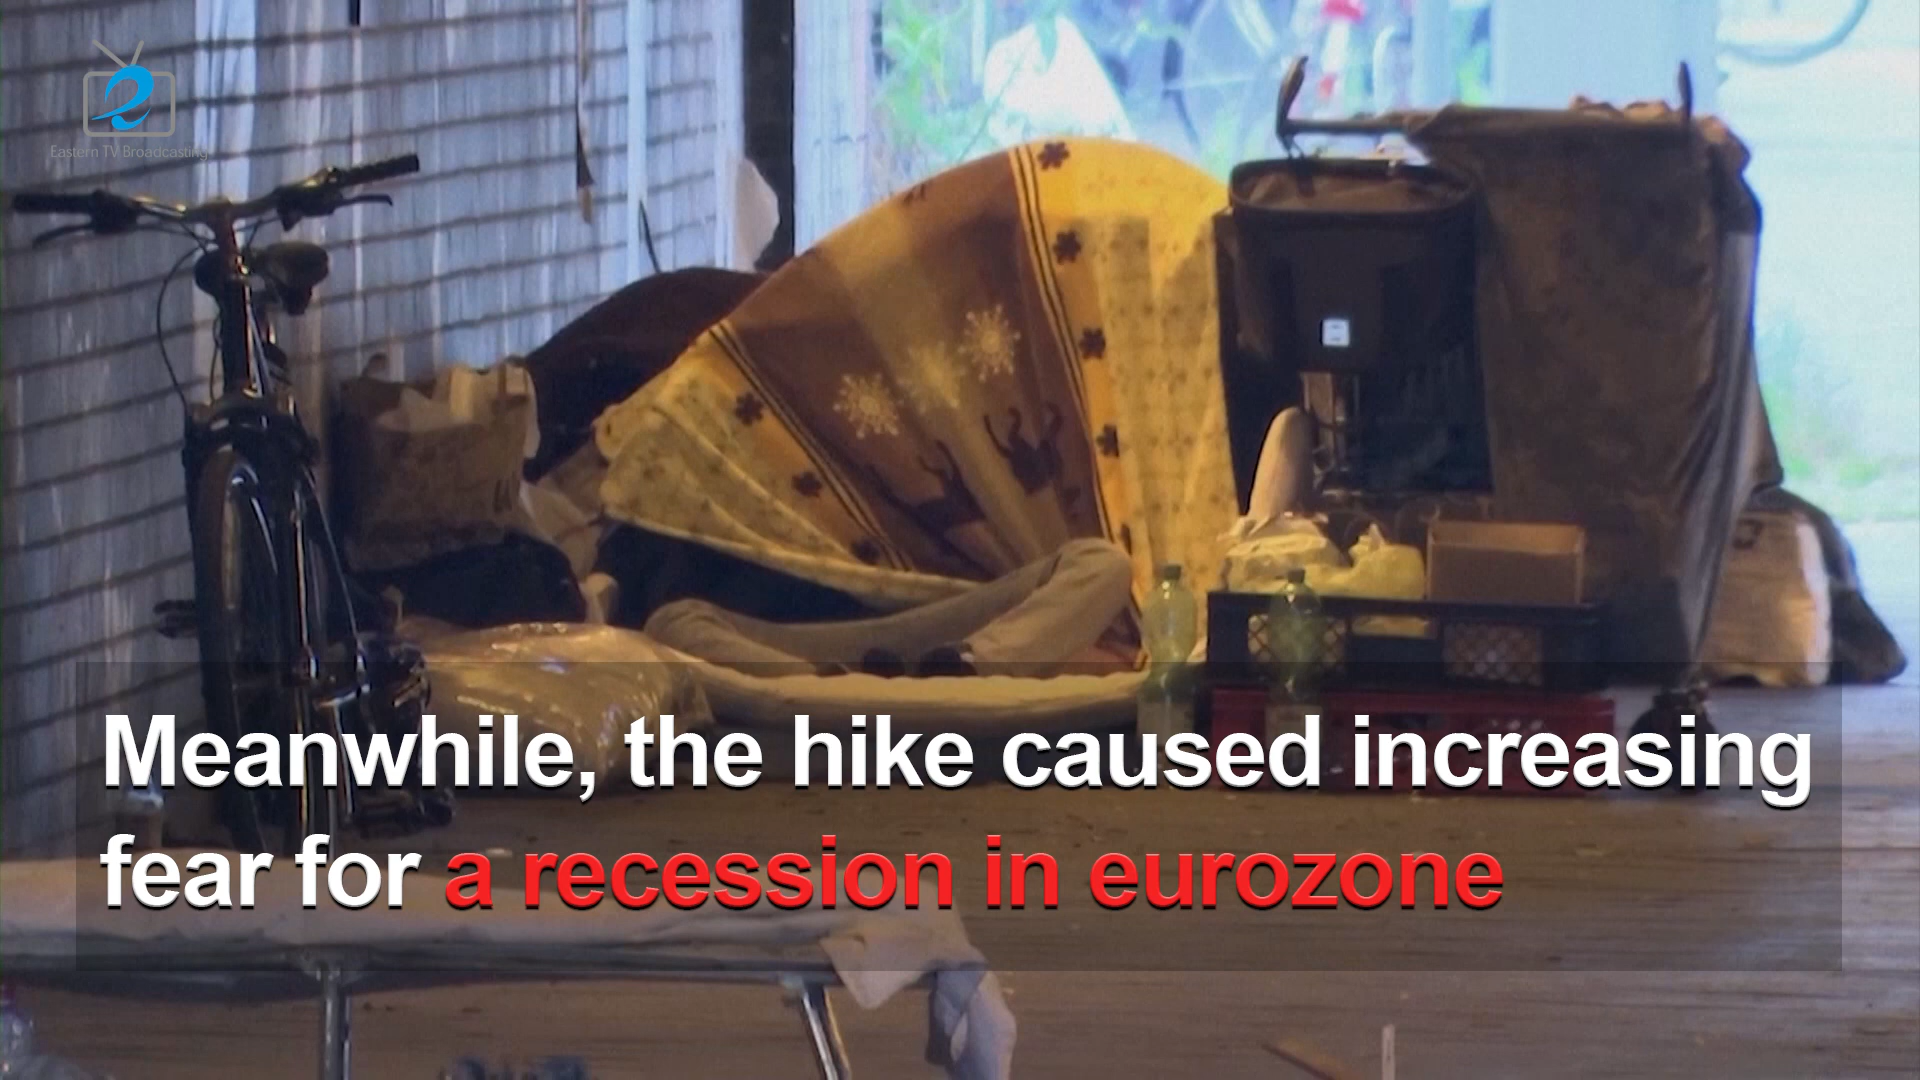 Eastern TV Broadcasting
Meanwhile, the hike caused increasing
fear for a recession in eurozone